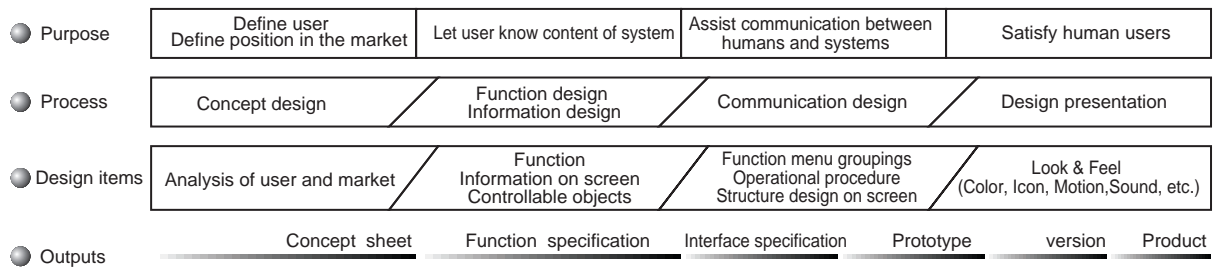 Purpose
Define user
Define position in the market
Let user know content of system
Assist communication between
humans and systems
Satisfy human users
Process
Concept design
Function design
Information design
Communication design
Design presentation
Design items
Analysis of user and market
Function
Information on screen
Controllable objects
Function menu groupings
Operational procedure
Structure design on screen
Look & Feel
(Color, Icon, Motion,Sound, etc.)
Outputs
Concept sheet
Function specification
Interface specification
Prototype
version
Product